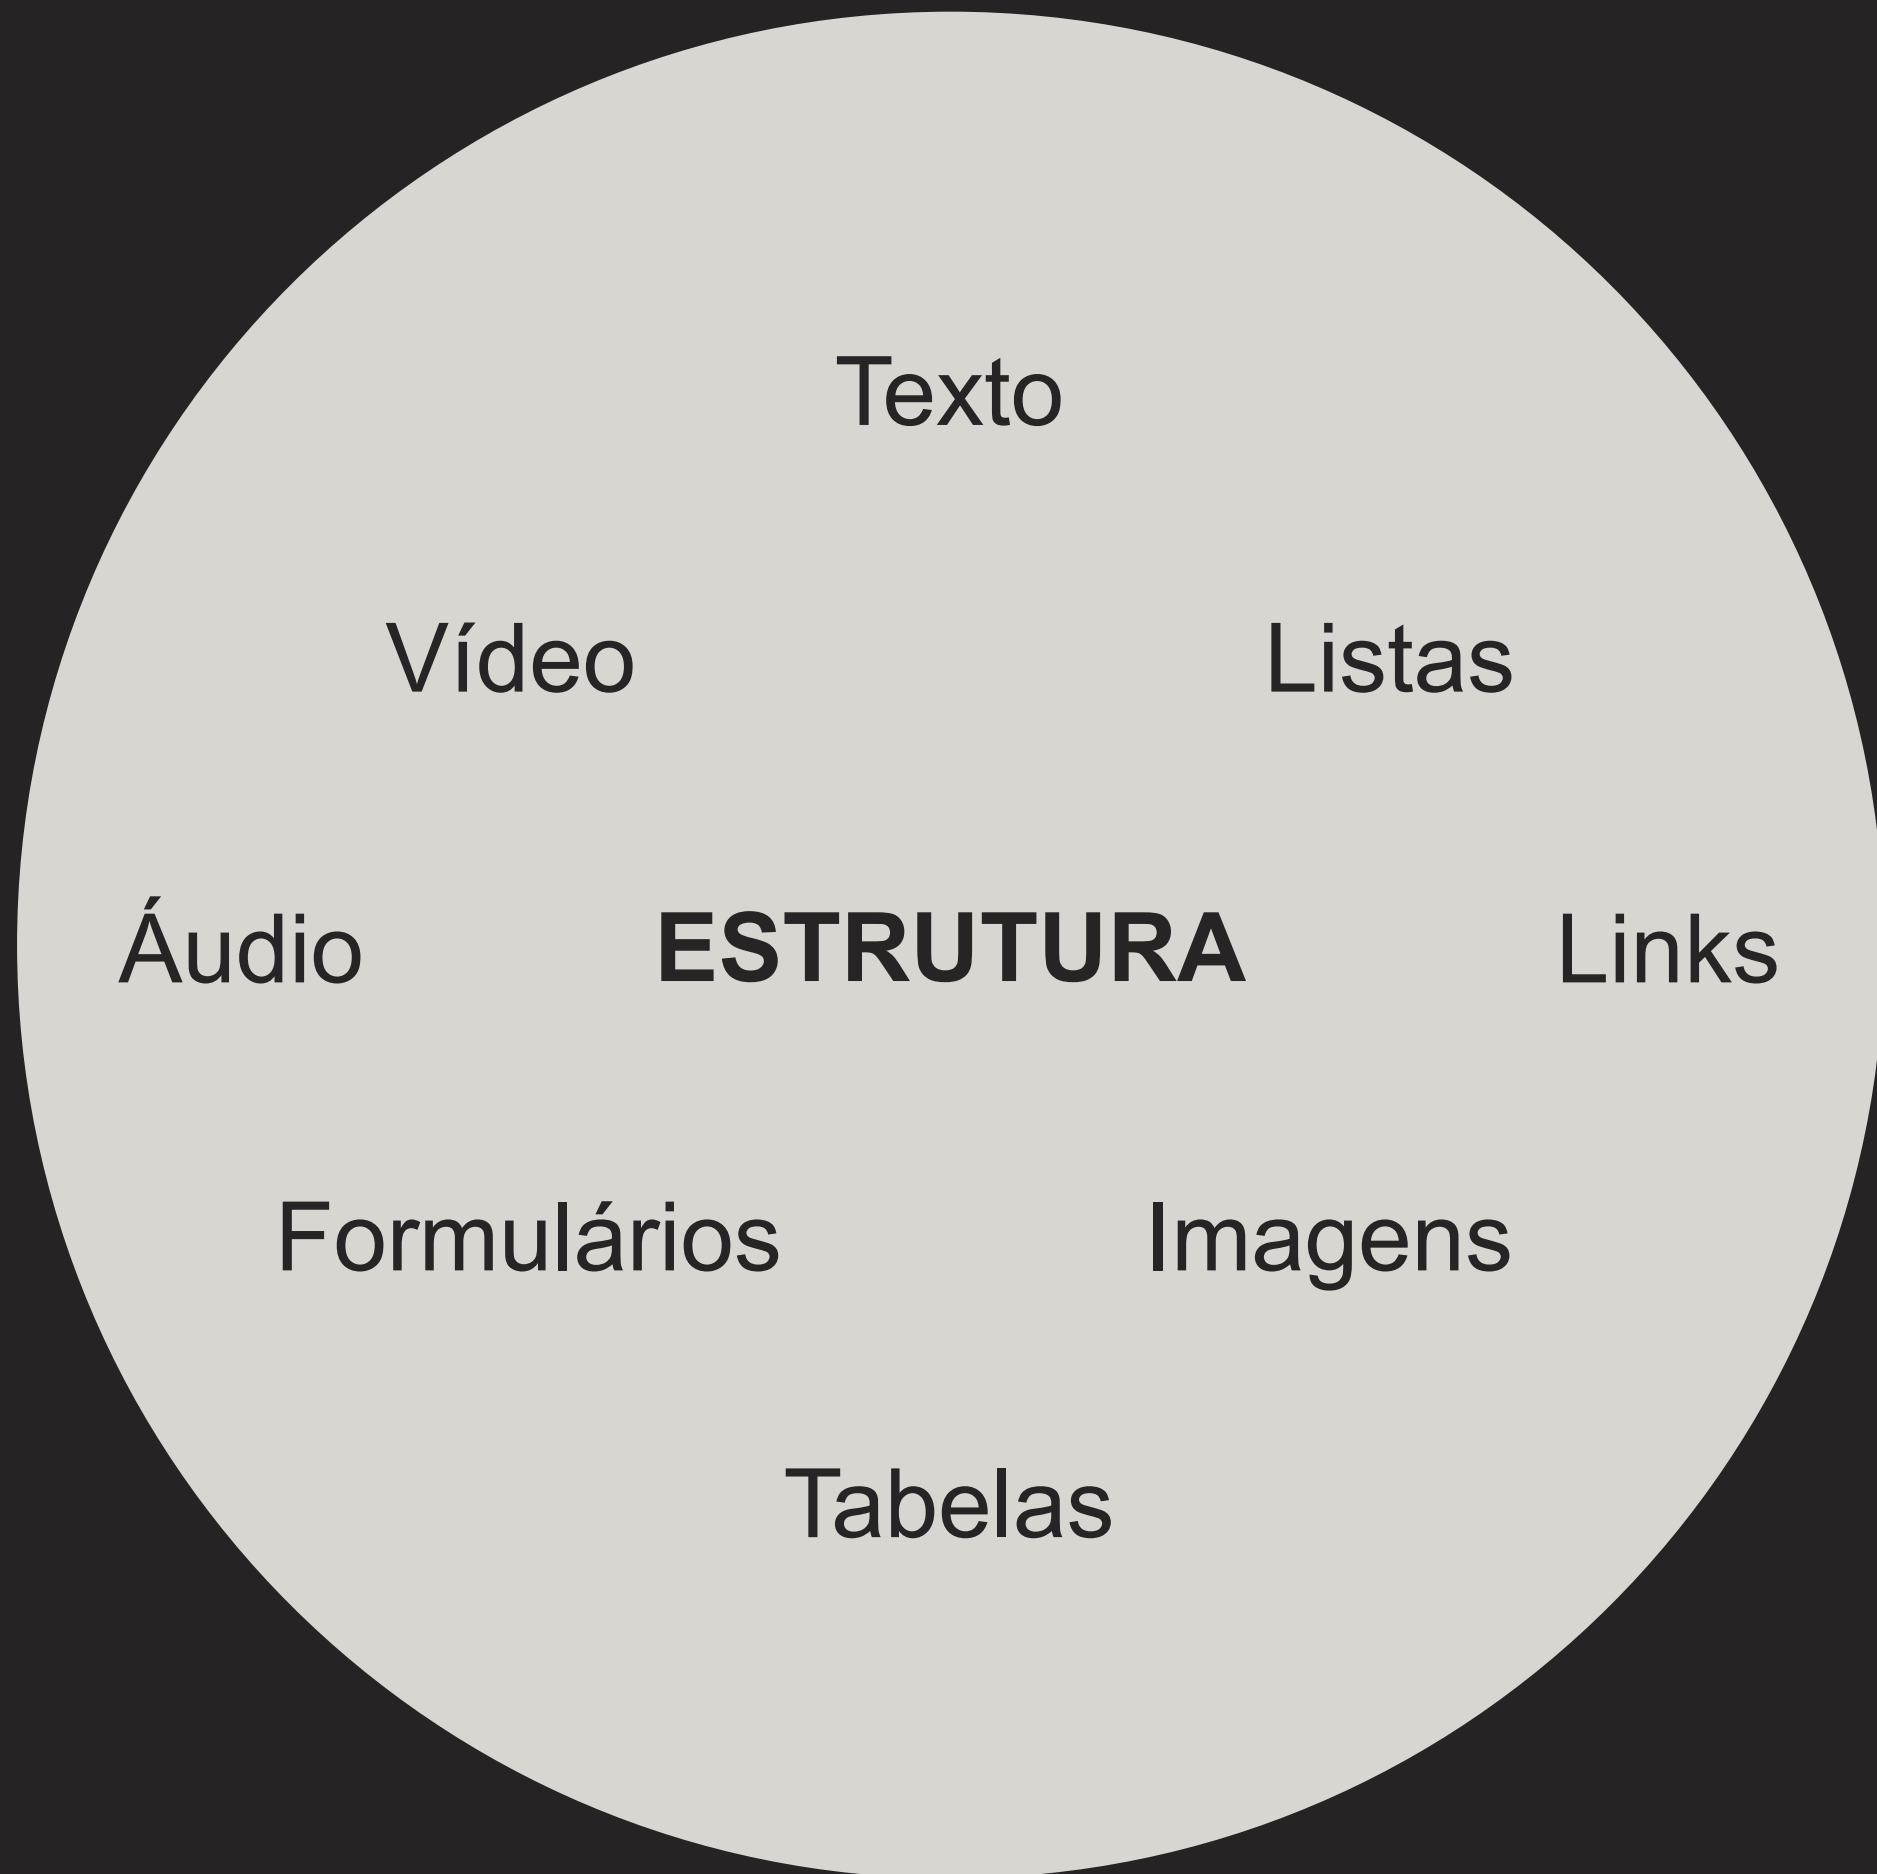 Texto
Vídeo Listas
Áudio ESTRUTURA Links
Formulários Imagens
Tabelas